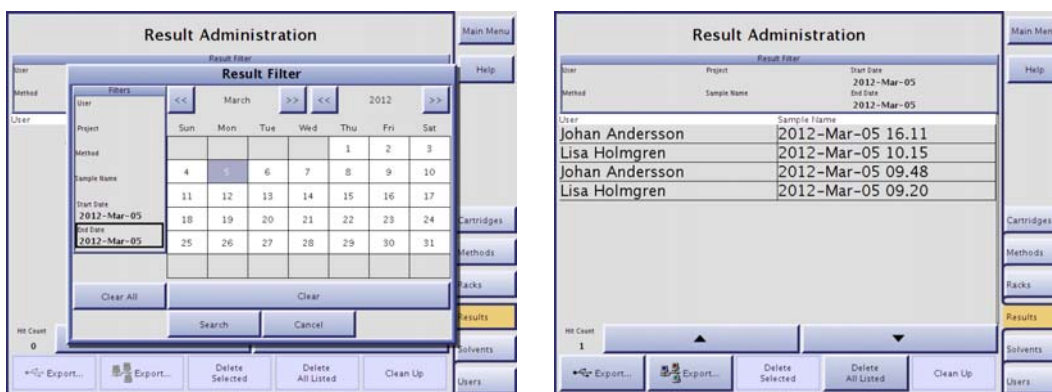 Result Administration
Main Menu
Result Filter
User
Help
Method
Result Filter
Filters
User
Project
Method
Sample Name
Start Date
2012-Mar-05
End Date
2012-Mar-05
<< March >> << 2012 >>
Sun Mon Tue Wed Thu Fri Sat
1 2 3
4 5 6 7 8 9 10
11 12 13 14 15 16 17
18 19 20 21 22 23 24
25 26 27 28 29 30 31
Clear All Clear
Search Cancel
User
Cartridges
Methods
Racks
Results
Solvents
Users
Hit Count
0
Export... Export... Delete Selected Delete All Listed Clean Up
Result Administration
Main Men
Result Filter
Help
User Project Start Date
2012-Mar-05
Method Sample Name End Date
2012-Mar-05
User Sample Name
Johan Andersson 2012-Mar-05 16.11
Lisa Holmgren 2012-Mar-05 10.15
Johan Andersson 2012-Mar-05 09.48
Lisa Holmgren 2012-Mar-05 09.20
Cartridges
Methods
Racks
Results
Solvents
Users
Hit Count
1
Export... Export... Delete Selected Delete All Listed Clean Up